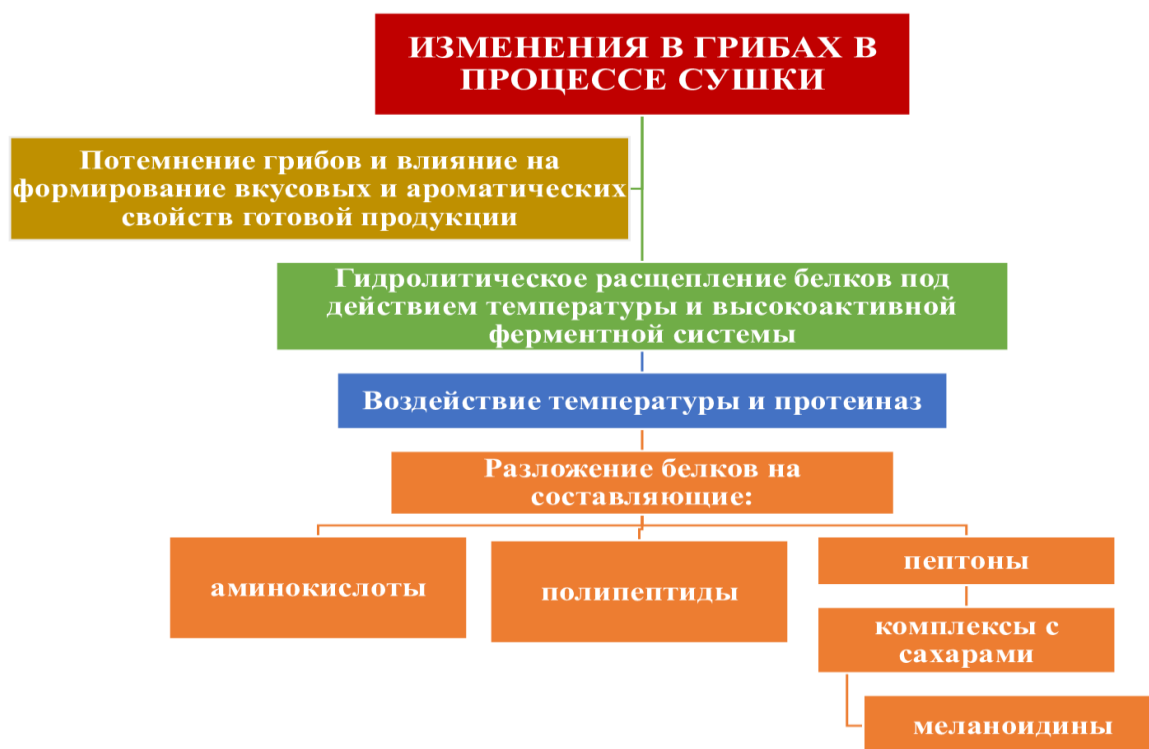 ИЗМЕНЕНИЯ В ГРИБАХ В
ПРОЦЕССЕ СУШКИ
Потемнение грибов и влияние на
формирование вкусовых и ароматических
свойств готовой продукции
Гидролитическое расщепление белков под
действием температуры и высокоактивной
ферментной системы
Воздействие температуры и протеиназ
Разложение белков на
составляющие:
аминокислоты
полипептиды
пептоны
комплексы с
сахарами
меланоидины